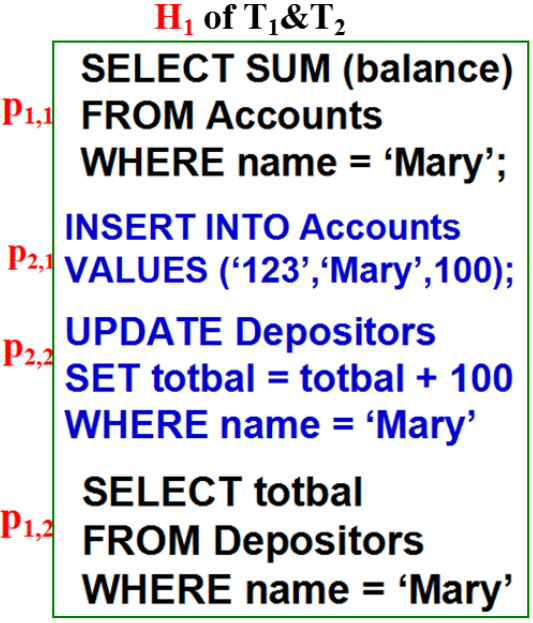 H1 of T1&T2
p1,1
SELECT SUM (balance)
FROM Accounts
WHERE name = ‘Mary’;
p2,1
INSERT INTO Accounts
VALUES (‘123’,‘Mary’,100);
p2,2
UPDATE Depositors
SET totbal = totbal + 100
WHERE name = ‘Mary’
p1,2
SELECT totbal
FROM Depositors
WHERE name = ‘Mary’